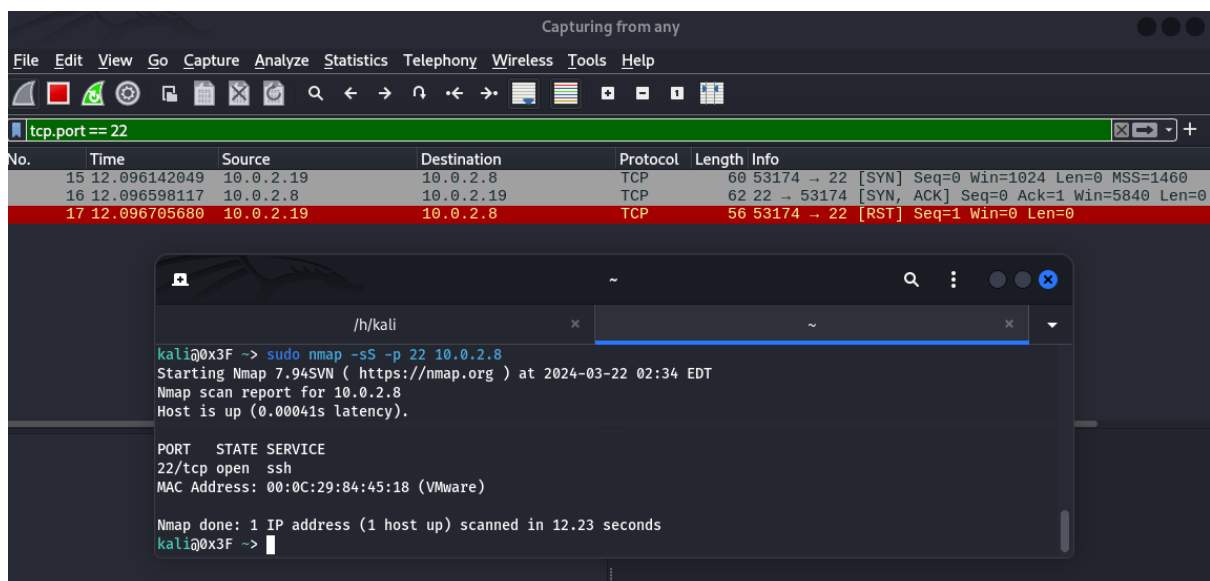 Capturing from any
File Edit View Go Capture Analyze Statistics Telephony Wireless Tools Help
tcp.port == 22
No. Time Source Destination Protocol Length Info
15 12.096142049 10.0.2.19 10.0.2.8 TCP 60 53174 → 22 [SYN] Seq=0 Win=1024 Len=0 MSS=1460
16 12.096598117 10.0.2.8 10.0.2.19 TCP 62 22 → 53174 [SYN, ACK] Seq=0 Ack=1 Win=5840 Len=0
17 12.096705680 10.0.2.19 10.0.2.8 TCP 56 53174 → 22 [RST] Seq=1 Win=0 Len=0
~
/h/kali ~
kali@0x3F ~> sudo nmap -sS -p 22 10.0.2.8
Starting Nmap 7.94SVN ( https://nmap.org ) at 2024-03-22 02:34 EDT
Nmap scan report for 10.0.2.8
Host is up (0.00041s latency).
PORT STATE SERVICE
22/tcp open ssh
MAC Address: 00:0C:29:84:45:18 (VMware)
Nmap done: 1 IP address (1 host up) scanned in 12.23 seconds
kali@0x3F ~>